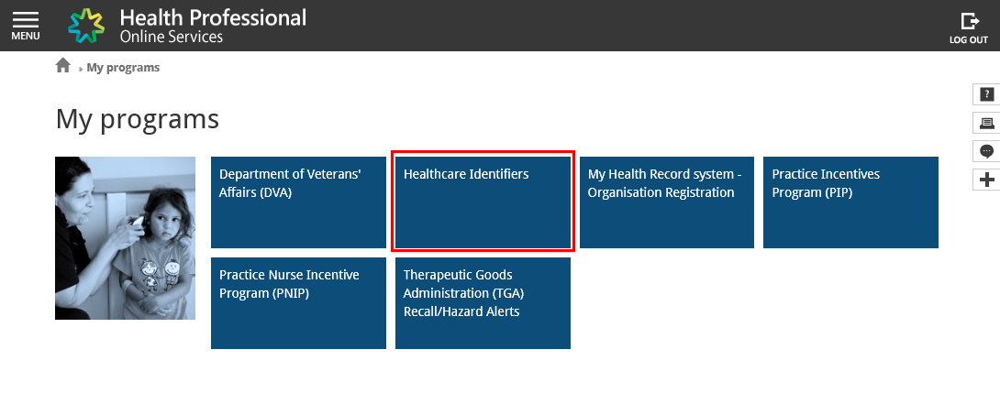 MENU
Health Professional
Online Services
LOG OUT
› My programs
My programs
Department of Veterans'
Affairs (DVA)
Healthcare Identifiers
My Health Record system -
Organisation Registration
Practice Incentives
Program (PIP)
Practice Nurse Incentive
Program (PNIP)
Therapeutic Goods
Administration (TGA)
Recall/Hazard Alerts
?